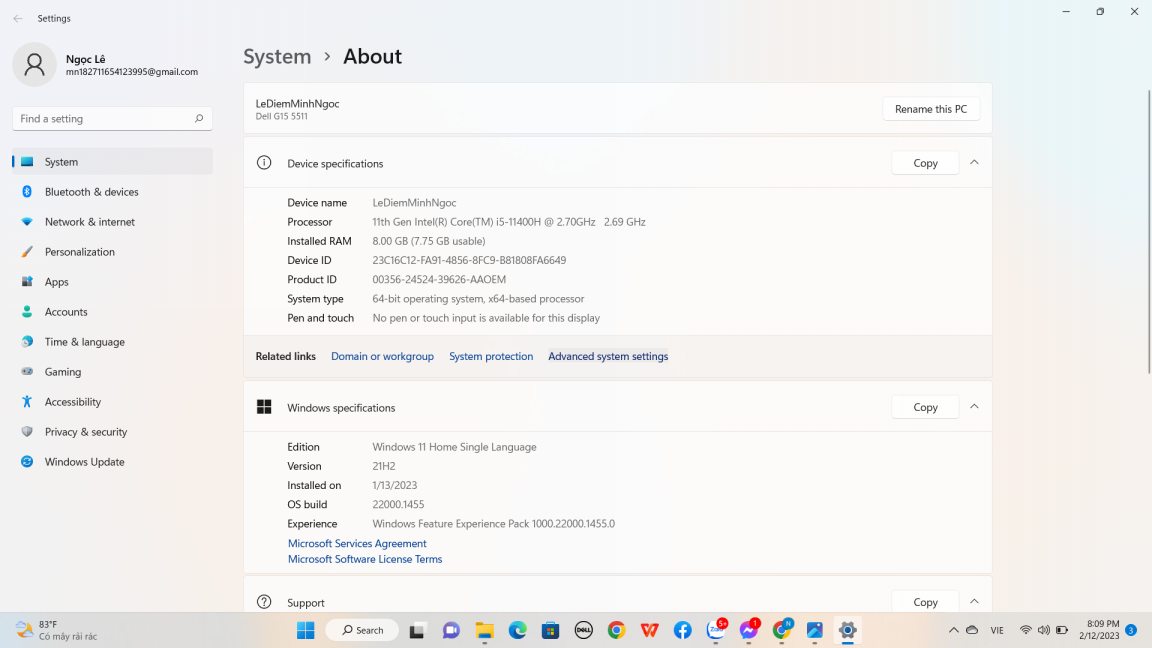 Settings
Ngọc Lê
mn182711654123995@gmail.com
Find a setting
System
Bluetooth & devices
Network & internet
Personalization
Apps
Accounts
Time & language
Gaming
Accessibility
Privacy & security
Windows Update
System > About
LeDiemMinhNgoc
Dell G15 5511
Rename this PC
Device specifications
Copy
Device name LeDiemMinhNgoc
Processor 11th Gen Intel(R) Core(TM) i5-11400H @ 2.70GHz 2.69 GHz
Installed RAM 8.00 GB (7.75 GB usable)
Device ID 23C16C12-FA91-4856-8FC9-B81808FA6649
Product ID 00356-24524-39626-AAOEM
System type 64-bit operating system, x64-based processor
Pen and touch No pen or touch input is available for this display
Related links Domain or workgroup System protection Advanced system settings
Windows specifications
Copy
Edition Windows 11 Home Single Language
Version 21H2
Installed on 1/13/2023
OS build 22000.1455
Experience Windows Feature Experience Pack 1000.22000.1455.0
Microsoft Services Agreement
Microsoft Software License Terms
Support
Copy
83°F
Có mây rải rác
Search
DELL
Zalo
5+
1
N
VIE
8:09 PM
2/12/2023
3